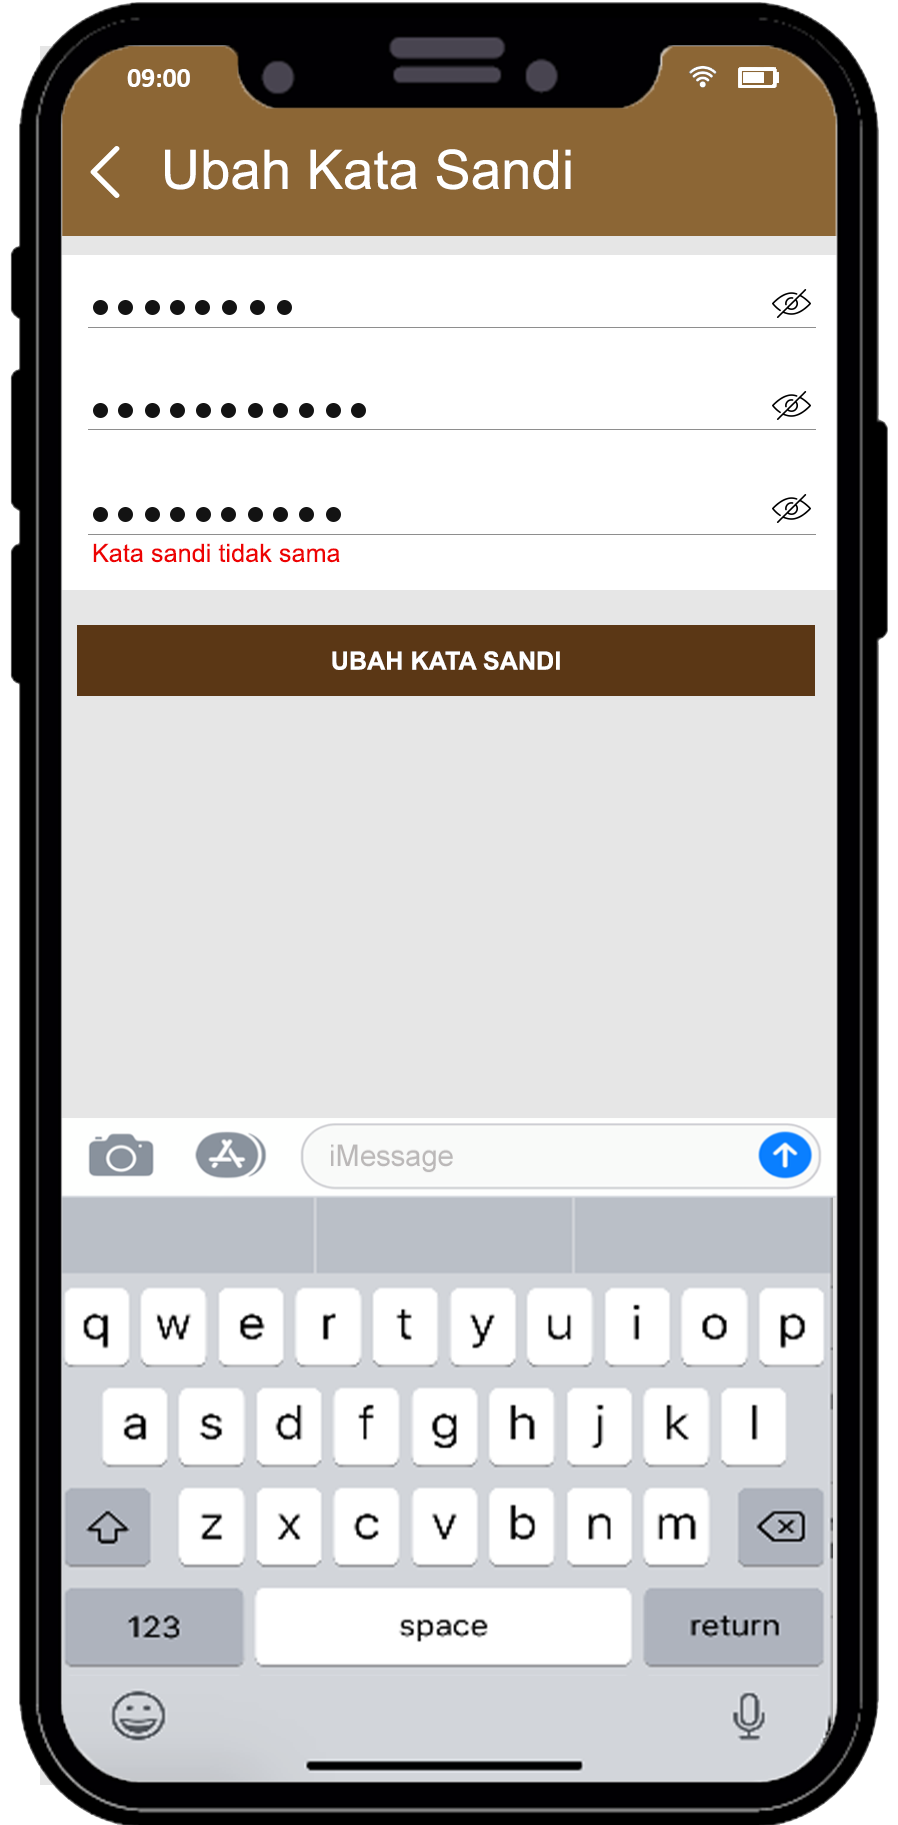 09:00
Ubah Kata Sandi
Kata sandi tidak sama
UBAH KATA SANDI
iMessage
q w e r t y u i o p
a s d f g h j k l
z x c v b n m
123 space return